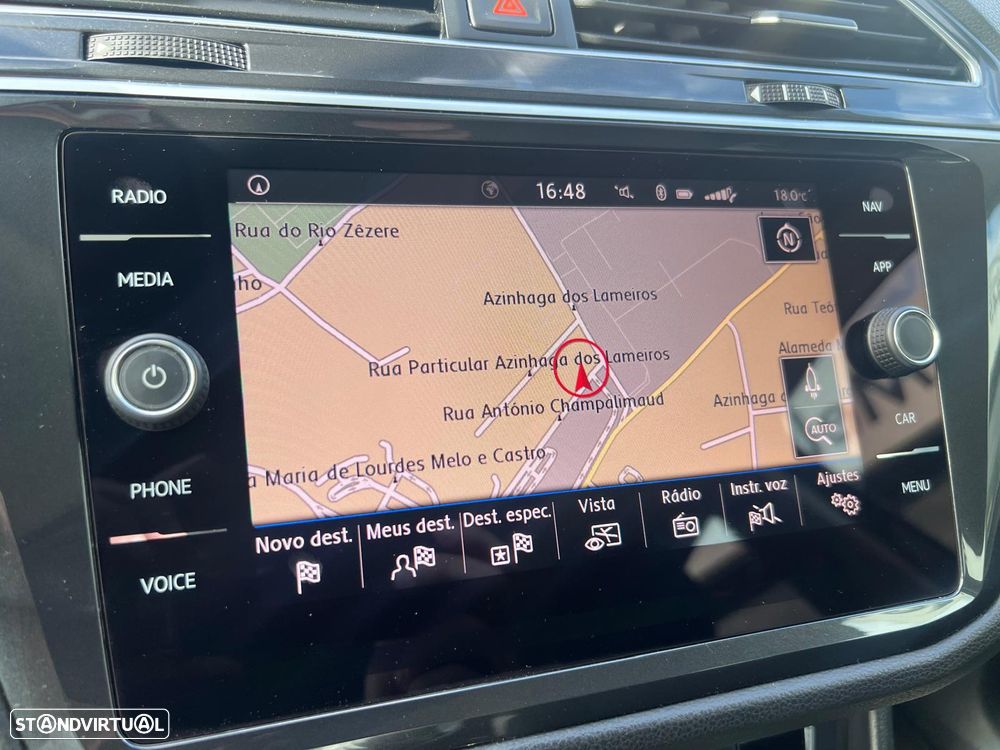 RADIO
MEDIA
PHONE
VOICE
16:48
18.0°C
NAV
APP
CAR
MENU
Rua do Rio Zêzere
nho
N
Azinhaga dos Lameiros
Rua Teó
Rua Particular Azinhaga dos Lameiros
Alameda M
Rua António Champalimaud
Azinhaga
AUTO
a Maria de Lourdes Melo e Castro
Novo dest.
Meus dest.
Dest. espec.
Vista
Rádio
Instr. voz
Ajustes
STANDVIRTUAL